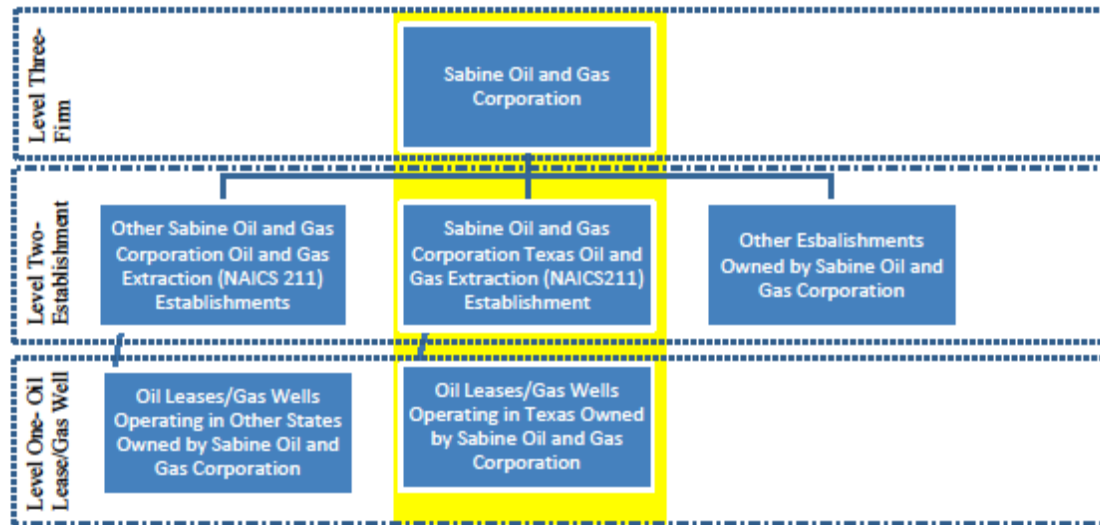 Level Three-
Firm
Sabine Oil and Gas
Corporation
Level Two-
Establishment
Other Sabine Oil and Gas
Corporation Oil and Gas
Extraction (NAICS 211)
Establishments
Sabine Oil and Gas
Corporation Texas Oil and
Gas Extraction (NAICS211)
Establishment
Other Esbalishments
Owned by Sabine Oil and
Gas Corporation
Level One- Oil
Lease/Gas Well
Oil Leases/Gas Wells
Operating in Other States
Owned by Sabine Oil and
Gas Corporation
Oil Leases/Gas Wells
Operating in Texas Owned
by Sabine Oil and Gas
Corporation